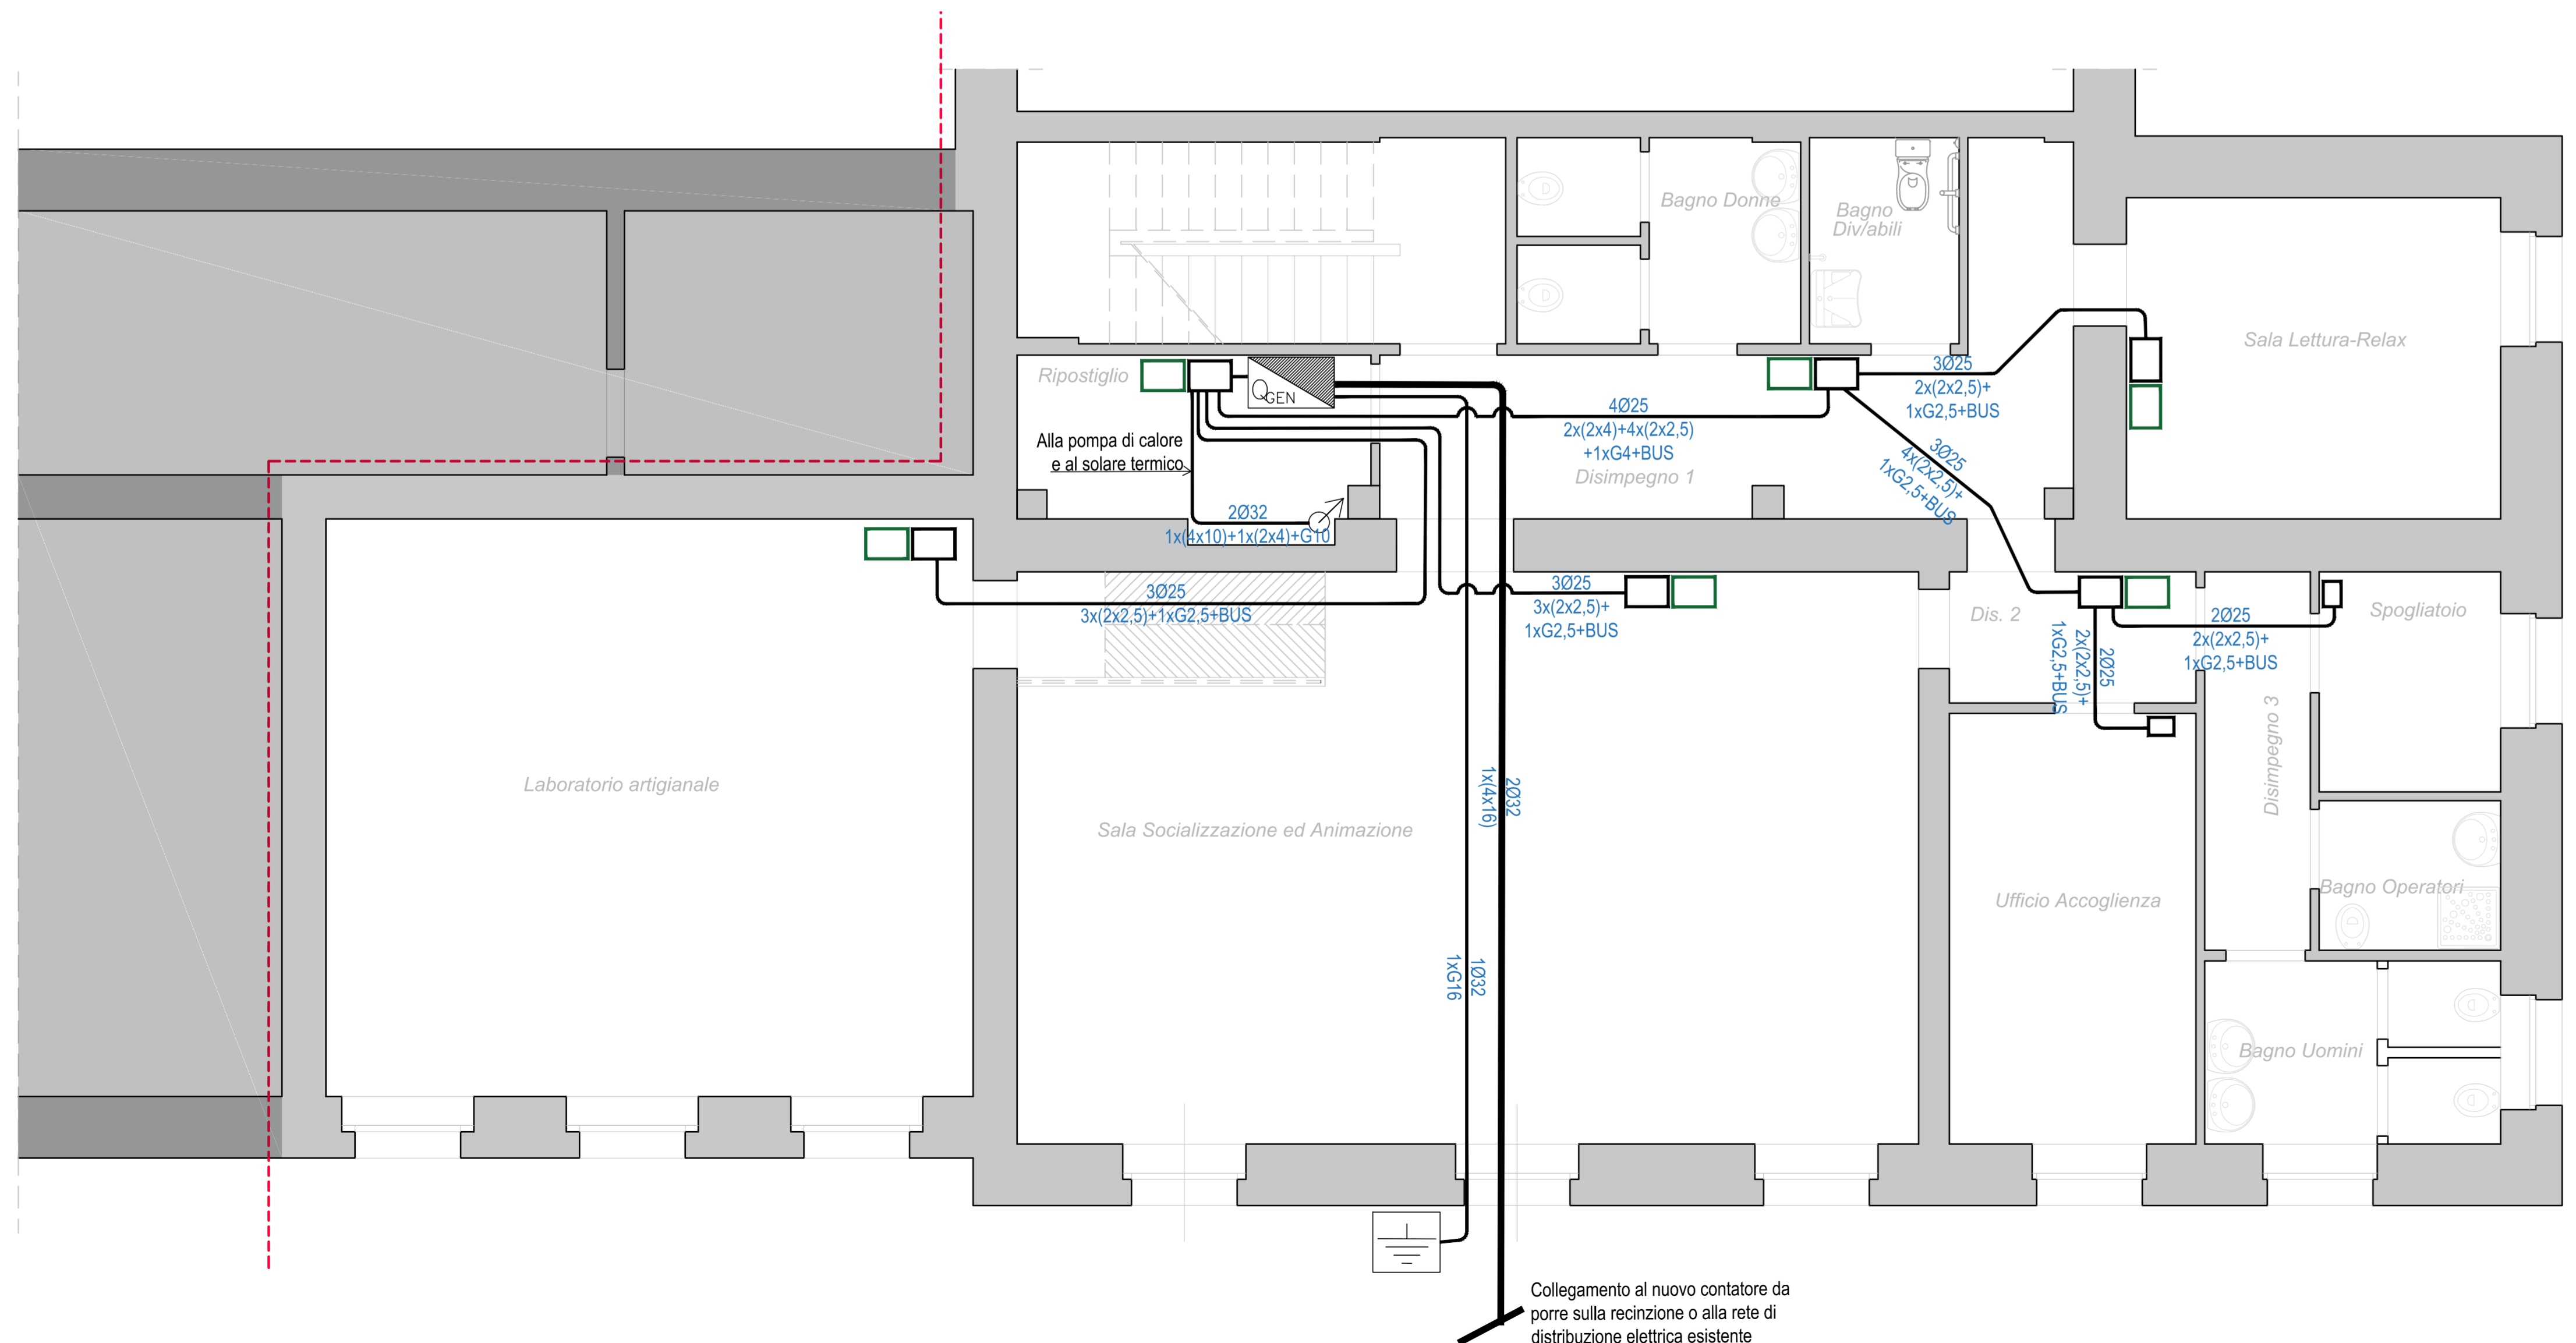 Bagno Donne
Bagno
Div/abili
Sala Lettura-Relax
Ripostiglio
QGEN
3Ø25
2x(2x2,5)+
1xG2,5+BUS
4Ø25
2x(2x4)+4x(2x2,5)
+1xG4+BUS
Disimpegno 1
Alla pompa di calore
e al solare termico
3Ø25
4x(2x2,5)+
1xG2,5+BUS
2Ø32
1x(4x10)+1x(2x4)+G10
3Ø25
3x(2x2,5)+1xG2,5+BUS
3Ø25
3x(2x2,5)+
1xG2,5+BUS
Dis. 2
2Ø25
2x(2x2,5)+
1xG2,5+BUS
Spogliatoio
2Ø25
2x(2x2,5)+
1xG2,5+BUS
Disimpegno 3
Laboratorio artigianale
Sala Socializzazione ed Animazione
2Ø32
1x(4x16)
Ufficio Accoglienza
Bagno Operatori
1Ø32
1xG16
Bagno Uomini
Collegamento al nuovo contatore da
porre sulla recinzione o alla rete di
distribuzione elettrica esistente